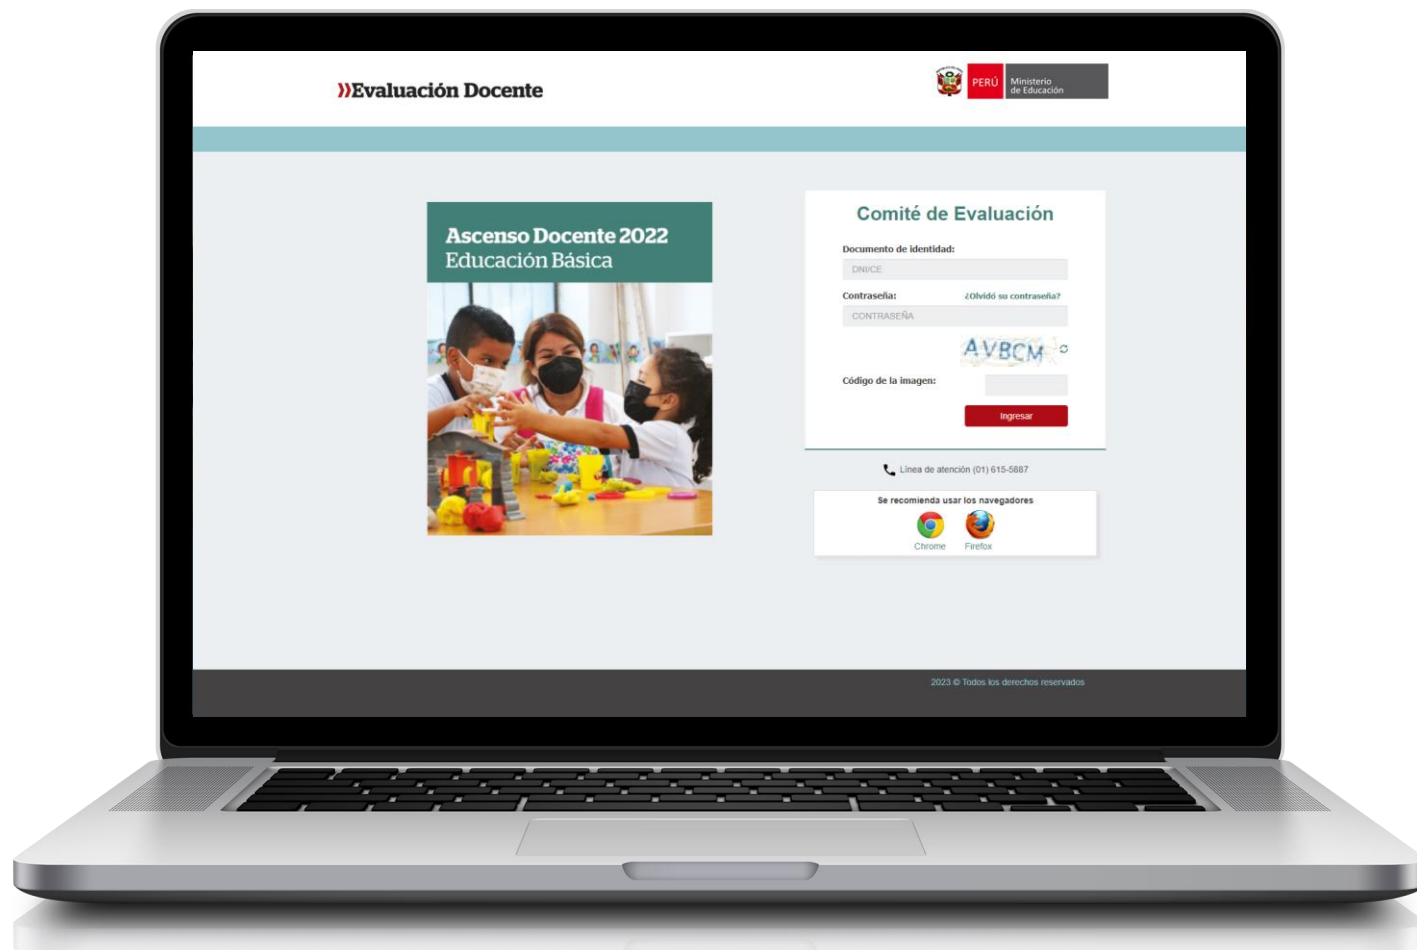 »Evaluación Docente
PERÚ
Ministerio
de Educación
Ascenso Docente 2022
Educación Básica
Comité de Evaluación
Documento de identidad:
DNI/CE
Contraseña: ¿Olvidó su contraseña?
CONTRASEÑA
AVBCM
Código de la imagen:
Ingresar
Línea de atención (01) 615-5887
Se recomienda usar los navegadores
Chrome Firefox
2023 © Todos los derechos reservados